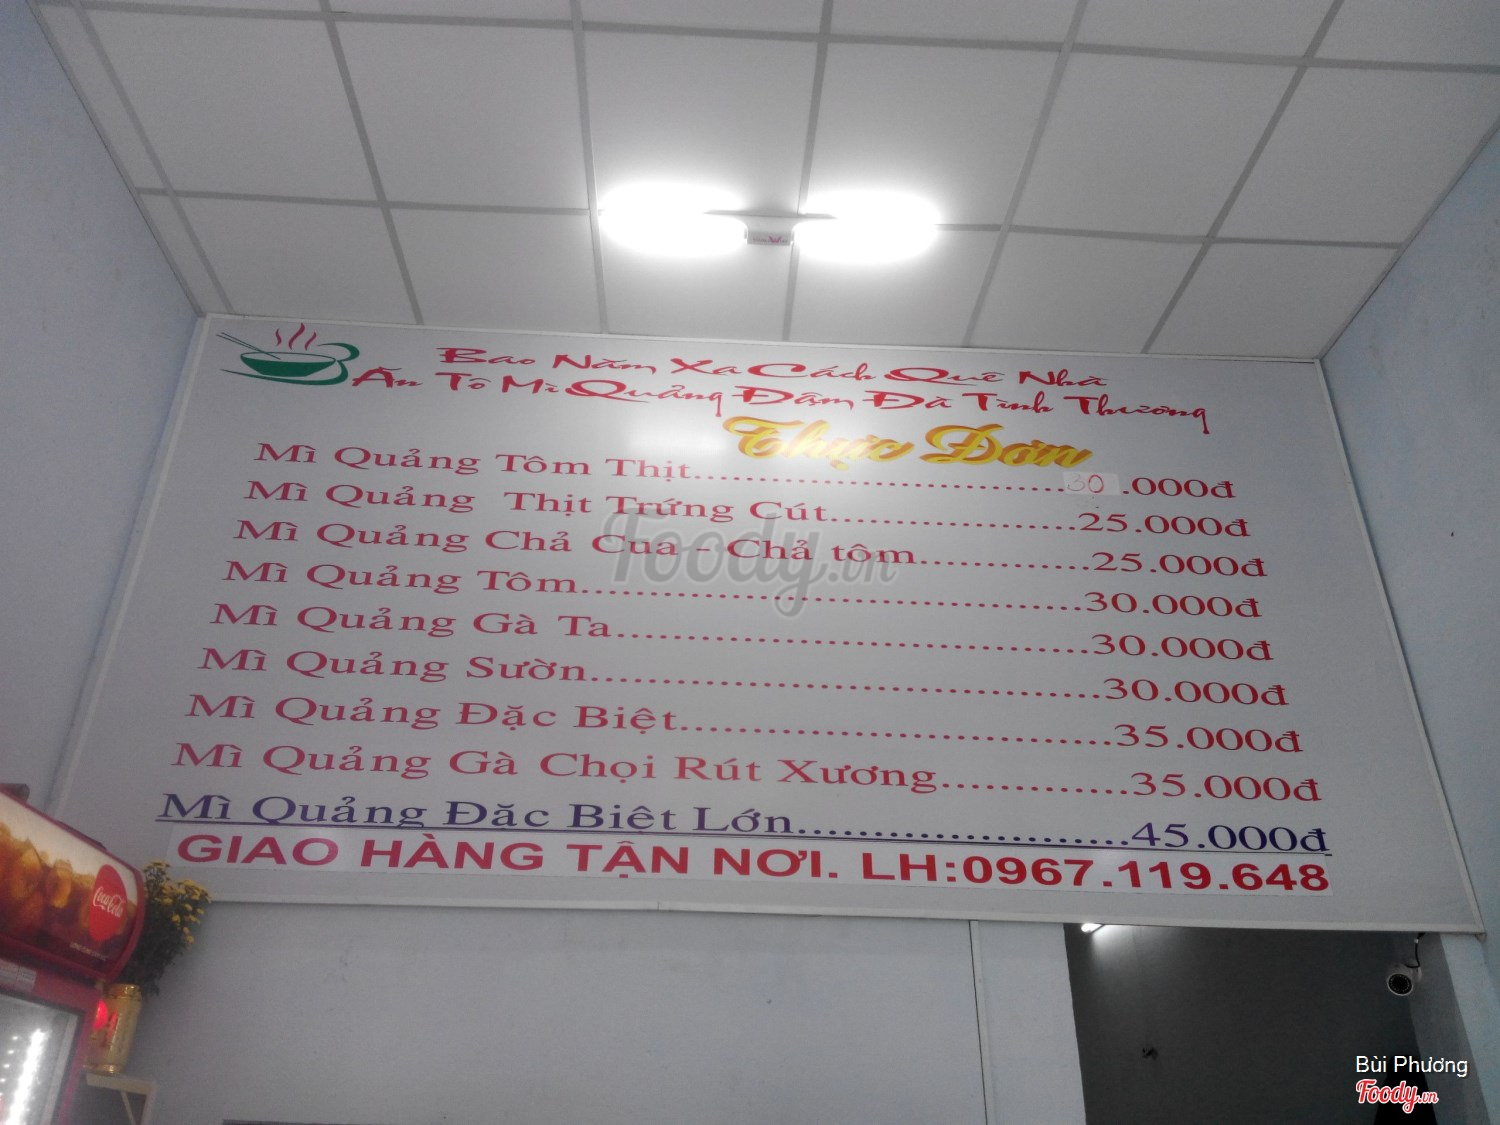 Bao Năm Xa Cách Quê Nhà
Ăn Tô Mì Quảng Đậm Đà Tình Thương
Thực Đơn
Mì Quảng Tôm Thịt..............................30.000đ
Mì Quảng Thịt Trứng Cút...................25.000đ
Mì Quảng Chả Cua - Chả tôm.............25.000đ
Mì Quảng Tôm.....................................30.000đ
Mì Quảng Gà Ta...................................30.000đ
Mì Quảng Sườn.....................................30.000đ
Mì Quảng Đặc Biệt...............................35.000đ
Mì Quảng Gà Chọi Rút Xương.............35.000đ
Mì Quảng Đặc Biệt Lớn......................45.000đ
GIAO HÀNG TẬN NƠI. LH:0967.119.648
Foody.vn
Coca-Cola
Bùi Phương
Foody.vn